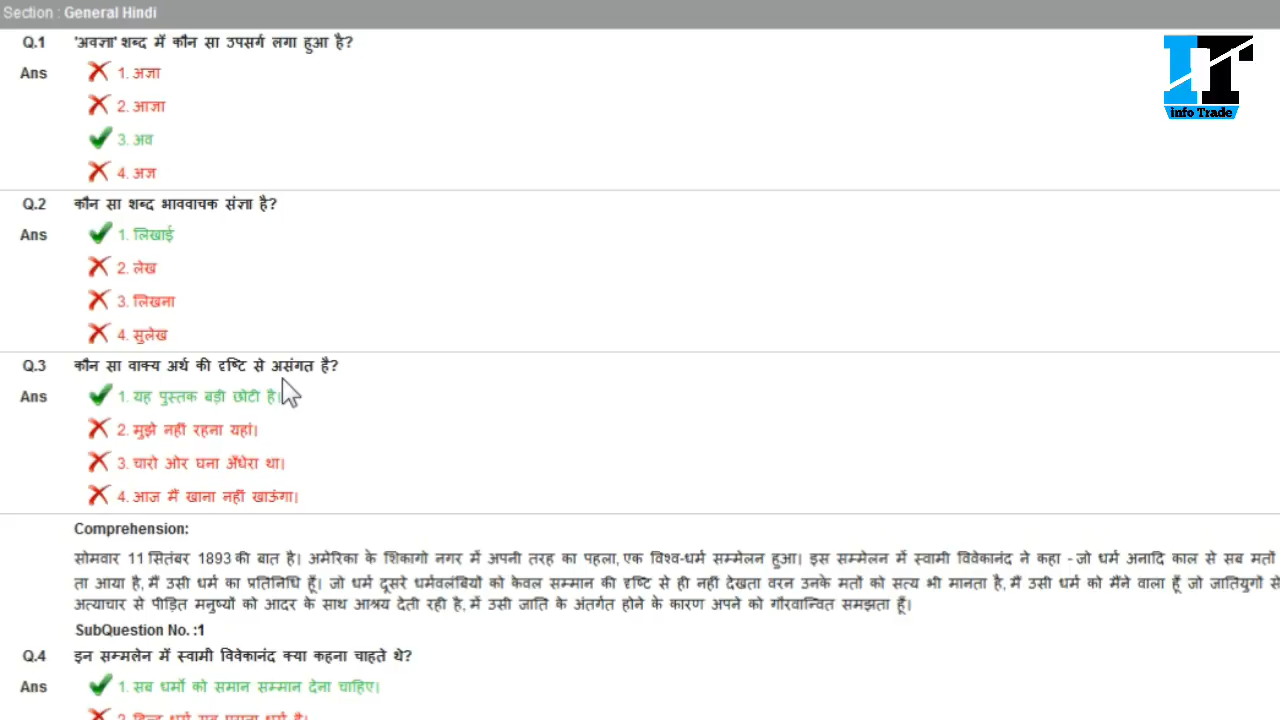 Section : General Hindi
Q.1 'अवज्ञा' शब्द में कौन सा उपसर्ग लगा हुआ है?
Ans 1. अज्ञा
2. आज्ञा
3. अव
4. अज्ञ
info Trade
Q.2 कौन सा शब्द भाववाचक संज्ञा है?
Ans 1. लिखाई
2. लेख
3. लिखना
4. सुलेख
Q.3 कौन सा वाक्य अर्थ की दृष्टि से असंगत है?
Ans 1. यह पुस्तक बड़ी छोटी है।
2. मुझे नहीं रहना यहां।
3. चारो ओर घना अँधेरा था।
4. आज मैं खाना नहीं खाऊंगा।
Comprehension:
सोमवार 11 सितंबर 1893 की बात है। अमेरिका के शिकागो नगर में अपनी तरह का पहला, एक विश्व-धर्म सम्मेलन हुआ। इस सम्मेलन में स्वामी विवेकानंद ने कहा - जो धर्म अनादि काल से सब मतों
ता आया है, मैं उसी धर्म का प्रतिनिधि हूँ। जो धर्म दूसरे धर्मवलंबियों को केवल सम्मान की दृष्टि से ही नहीं देखता वरन उनके मतों को सत्य भी मानता है, मैं उसी धर्म को मैंने वाला हूँ जो जातियुगों से
अत्याचार से पीड़ित मनुष्यों को आदर के साथ आश्रय देती रही है, में उसी जाति के अंतर्गत होने के कारण अपने को गौरवान्वित समझता हूँ।
SubQuestion No. :1
Q.4 इन सम्मलेन में स्वामी विवेकानंद क्या कहना चाहते थे?
Ans 1. सब धर्मो को समान सम्मान देना चाहिए।